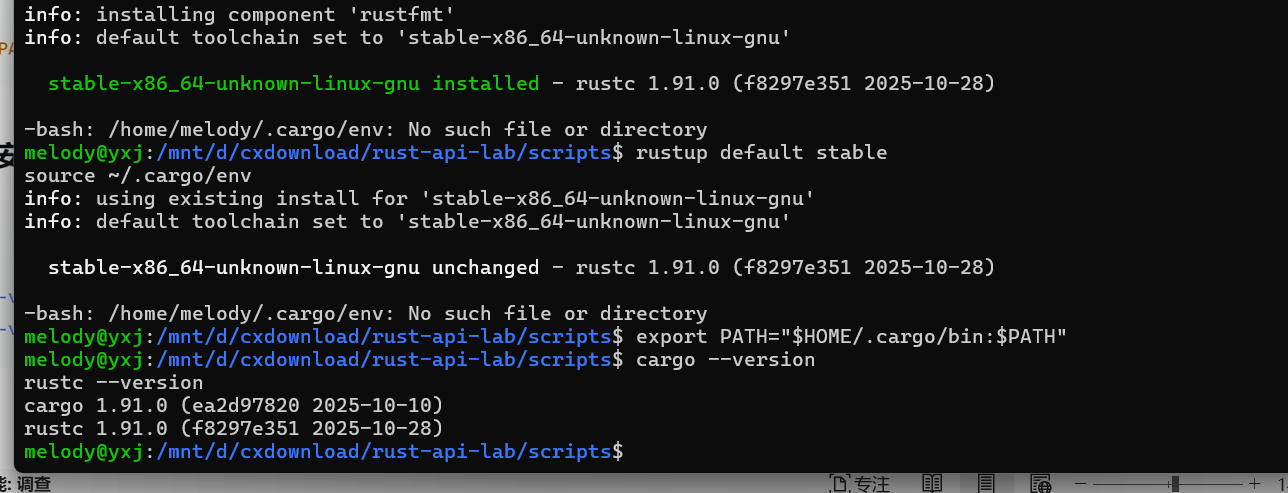 info: installing component 'rustfmt'
info: default toolchain set to 'stable-x86_64-unknown-linux-gnu'
PA
stable-x86_64-unknown-linux-gnu installed - rustc 1.91.0 (f8297e351 2025-10-28)
-bash: /home/melody/.cargo/env: No such file or directory
melody@yxj:/mnt/d/cxdownload/rust-api-lab/scripts$ rustup default stable
source ~/.cargo/env
info: using existing install for 'stable-x86_64-unknown-linux-gnu'
info: default toolchain set to 'stable-x86_64-unknown-linux-gnu'
stable-x86_64-unknown-linux-gnu unchanged - rustc 1.91.0 (f8297e351 2025-10-28)
-bash: /home/melody/.cargo/env: No such file or directory
melody@yxj:/mnt/d/cxdownload/rust-api-lab/scripts$ export PATH="$HOME/.cargo/bin:$PATH"
melody@yxj:/mnt/d/cxdownload/rust-api-lab/scripts$ cargo --version
rustc --version
cargo 1.91.0 (ea2d97820 2025-10-10)
rustc 1.91.0 (f8297e351 2025-10-28)
melody@yxj:/mnt/d/cxdownload/rust-api-lab/scripts$
: 调查 专注